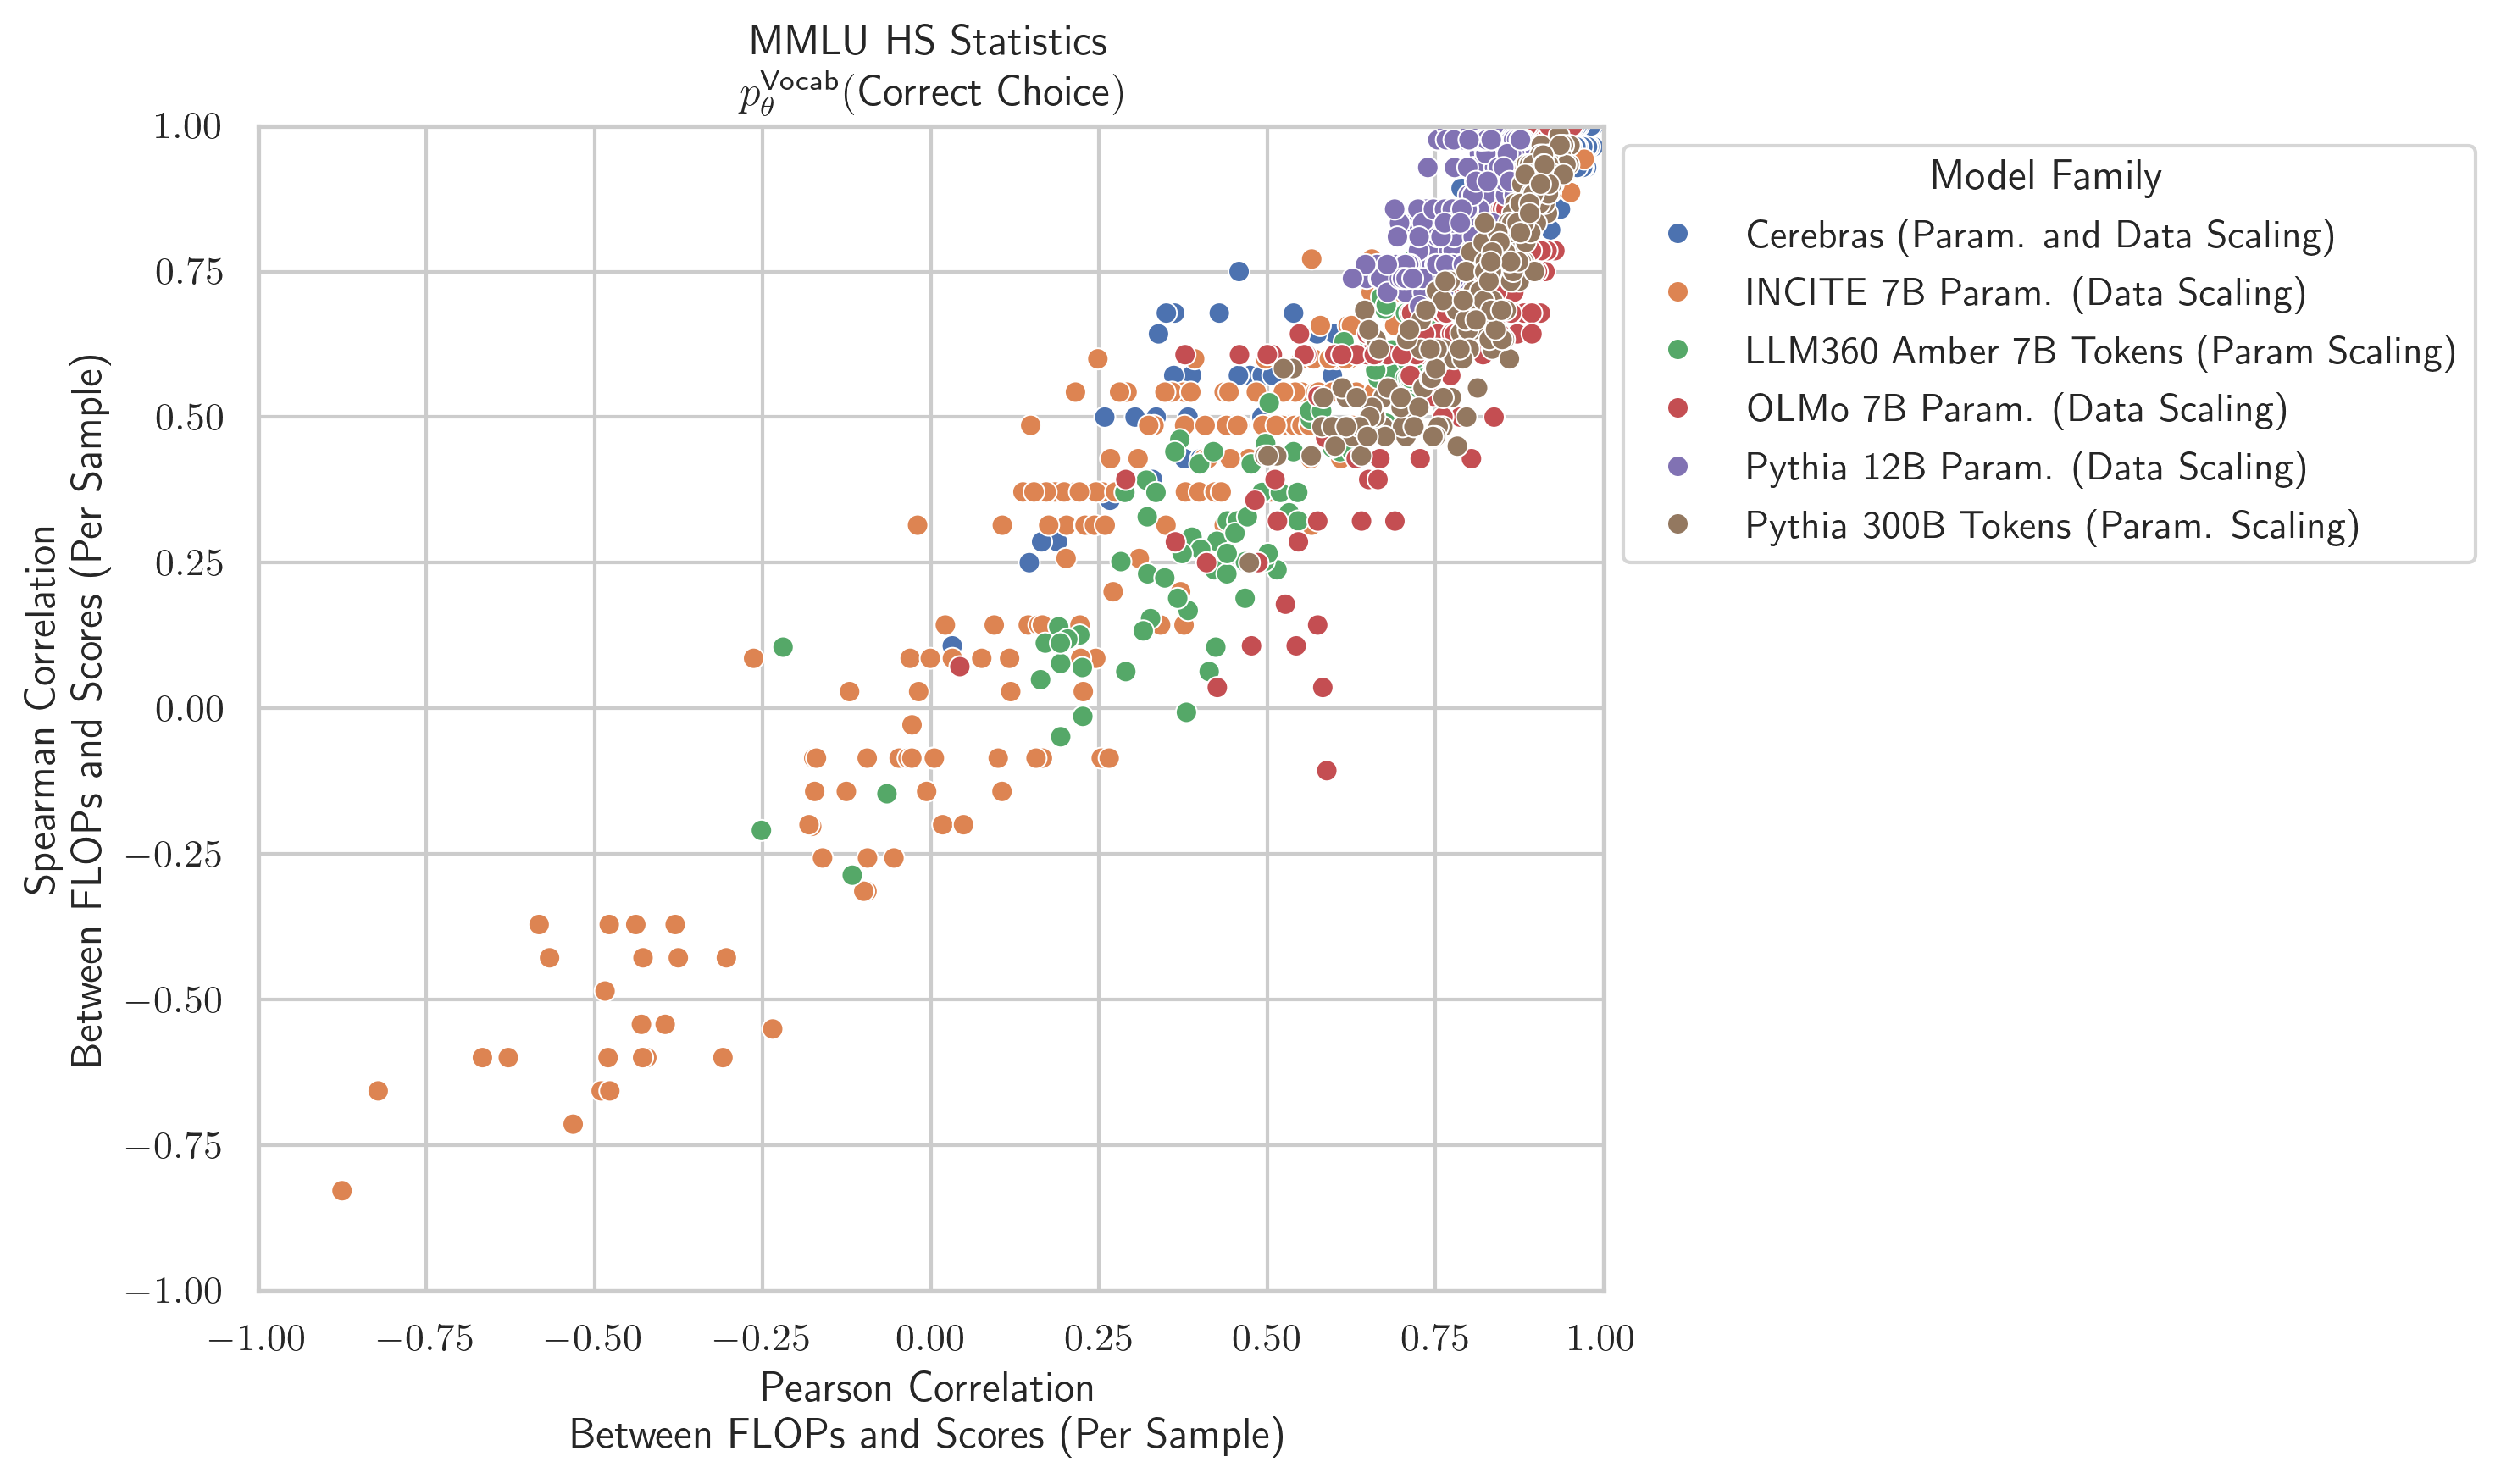 MMLU HS Statistics
p_θ^Vocab(Correct Choice)
Spearman Correlation
Between FLOPs and Scores (Per Sample)
1.00
0.75
0.50
0.25
0.00
−0.25
−0.50
−0.75
−1.00
−1.00 −0.75 −0.50 −0.25 0.00 0.25 0.50 0.75 1.00
Pearson Correlation
Between FLOPs and Scores (Per Sample)
Model Family
Cerebras (Param. and Data Scaling)
INCITE 7B Param. (Data Scaling)
LLM360 Amber 7B Tokens (Param Scaling)
OLMo 7B Param. (Data Scaling)
Pythia 12B Param. (Data Scaling)
Pythia 300B Tokens (Param. Scaling)